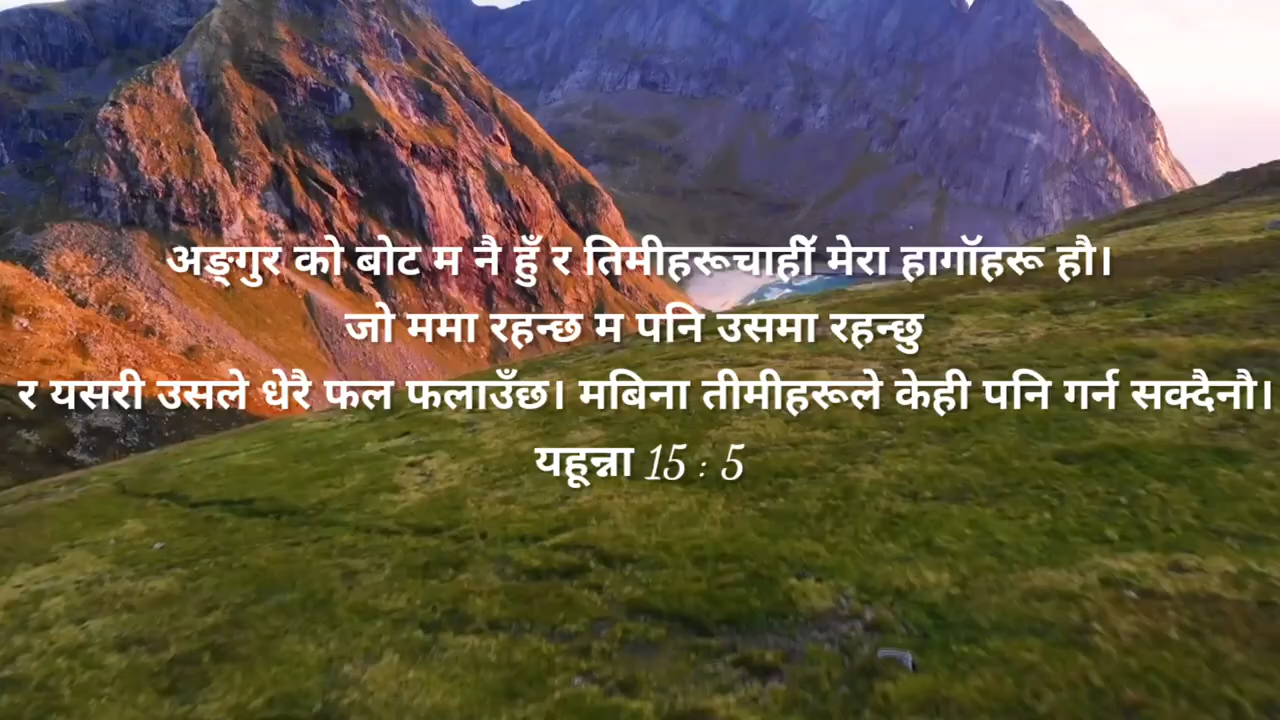 अङ्गुर को बोट म नै हुँ र तिमीहरूचाहीँ मेरा हागॉहरू हौ।
जो ममा रहन्छ म पनि उसमा रहन्छु
र यसरी उसले धेरै फल फलाउँछ। मबिना तीमीहरूले केही पनि गर्न सक्दैनौ।
यहून्ना 15 : 5